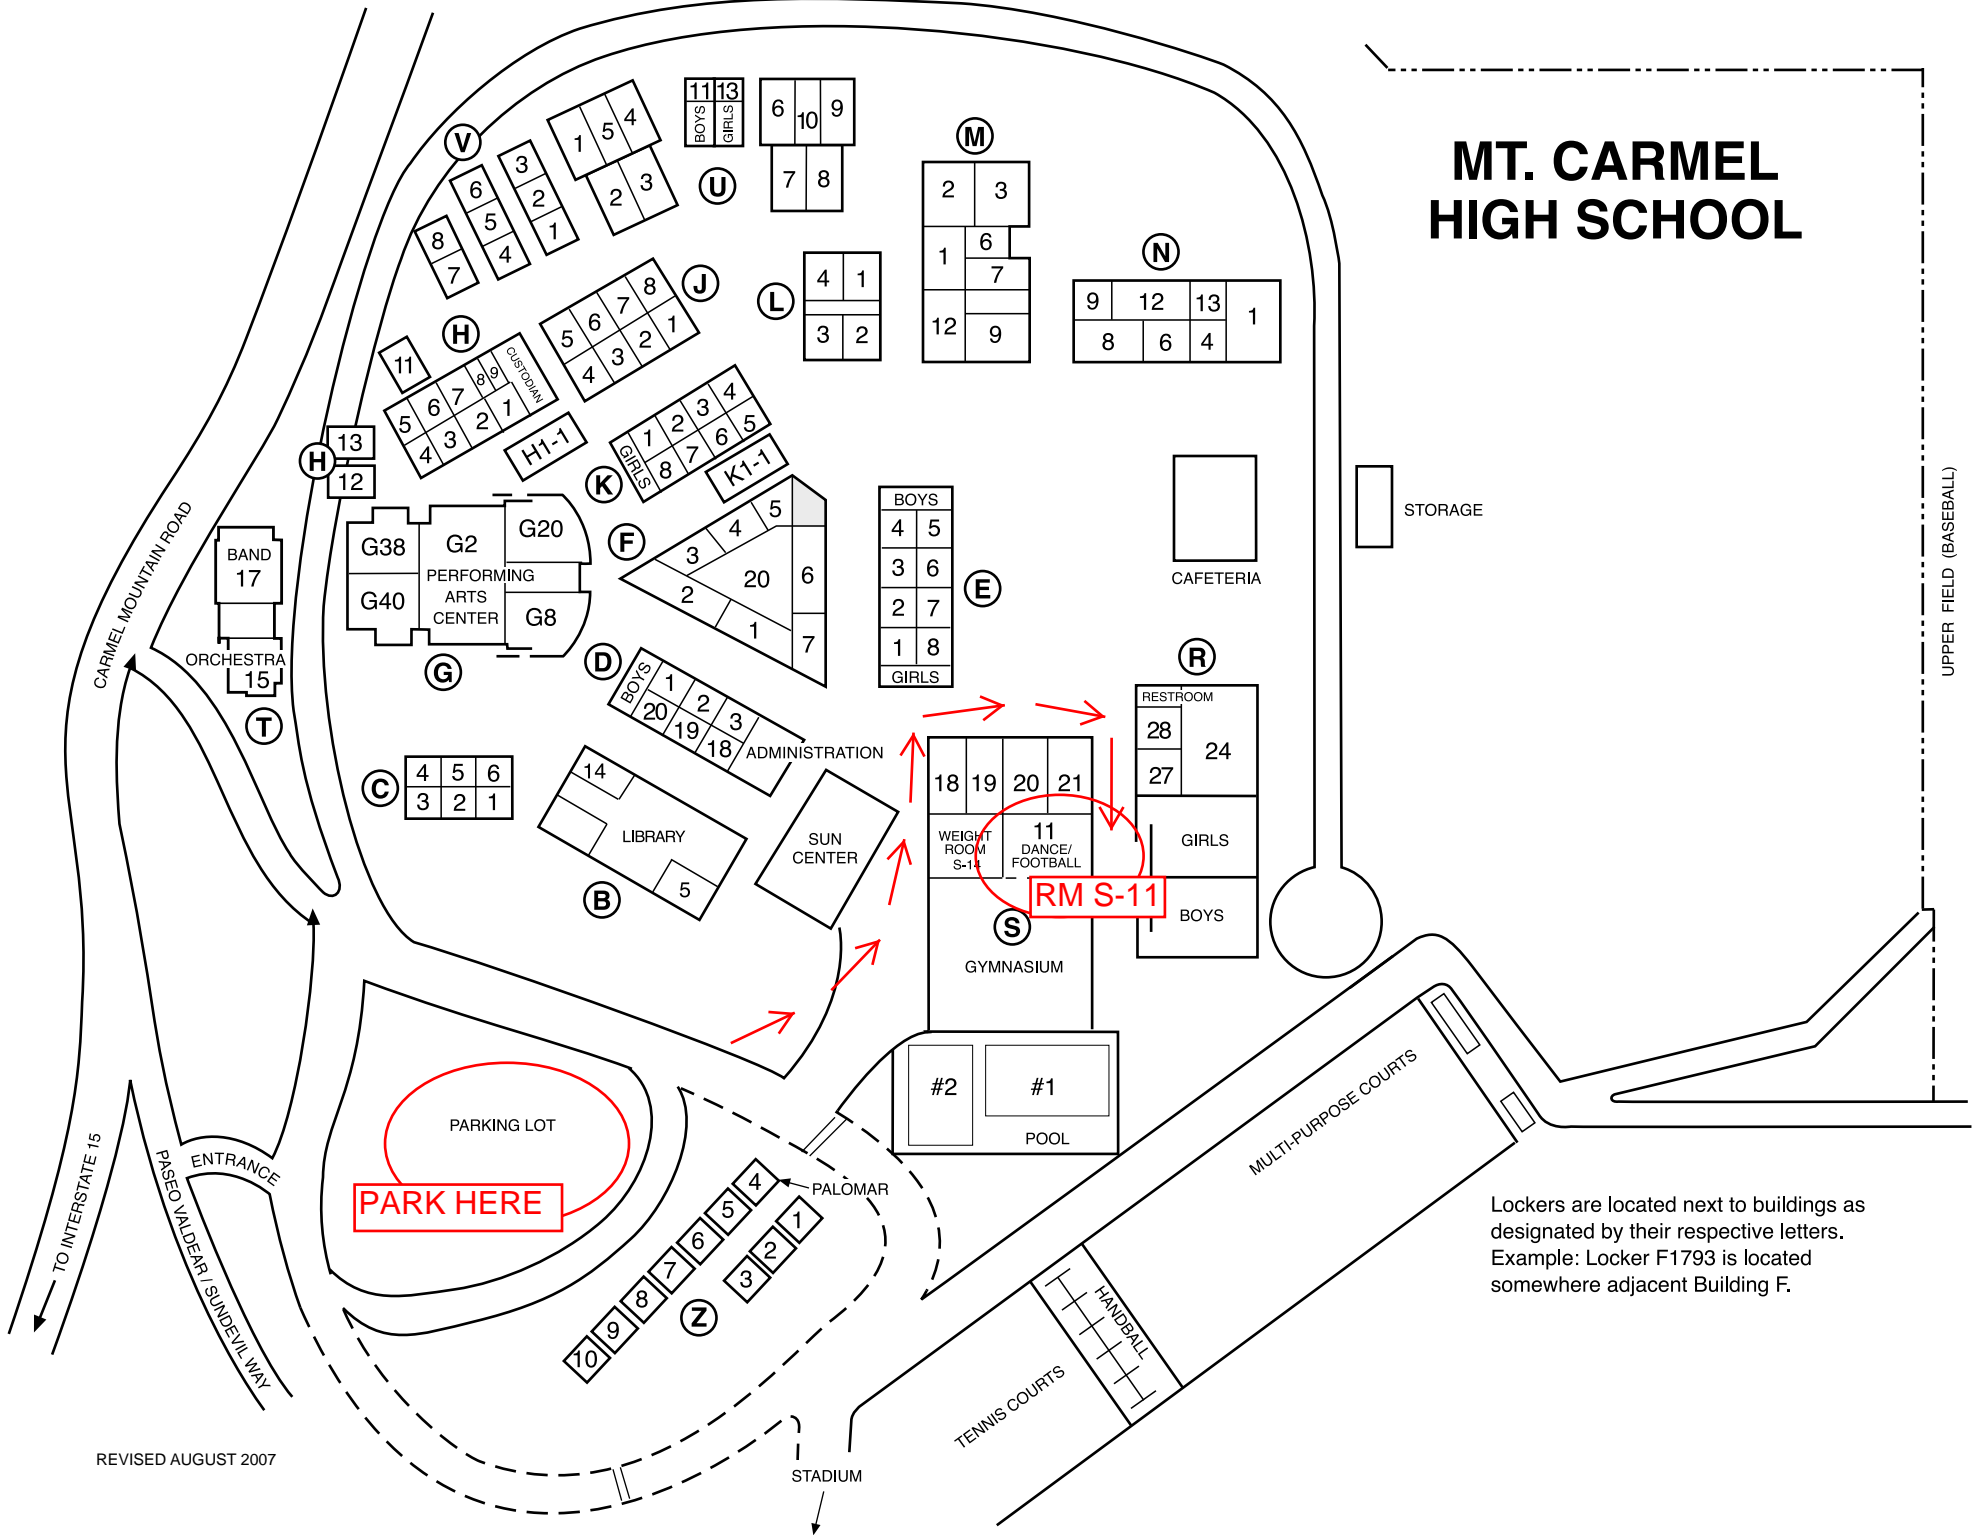 MT. CARMEL
HIGH SCHOOL
V
8
7
6
5
4
3
2
1
1
5
4
2
3
11
13
BOYS
GIRLS
U
6
10
9
7
8
M
2
3
1
6
7
12
9
N
9
12
13
1
8
6
4
L
4
1
3
2
J
5
6
7
8
4
3
2
1
H
11
5
6
7
8
9
CUSTODIAN
4
3
2
1
H1-1
H
13
12
K
GIRLS
1
2
3
4
8
7
6
5
K1-1
CARMEL MOUNTAIN ROAD
BAND
17
ORCHESTRA
15
T
G38
G2
G20
G40
PERFORMING
ARTS
CENTER
G8
G
F
5
4
3
2
20
6
1
7
BOYS
4
5
3
6
2
7
1
8
GIRLS
E
CAFETERIA
STORAGE
UPPER FIELD (BASEBALL)
D
BOYS
1
2
3
20
19
18
ADMINISTRATION
C
4
5
6
3
2
1
14
LIBRARY
5
B
SUN
CENTER
R
RESTROOM
28
24
27
GIRLS
BOYS
18
19
20
21
WEIGHT
ROOM
S-14
11
DANCE/
FOOTBALL
RM S-11
S
GYMNASIUM
#2
#1
POOL
PARKING LOT
PARK HERE
ENTRANCE
TO INTERSTATE 15
PASEO VALDEAR / SUNDEVIL WAY
PALOMAR
4
5
6
7
8
9
10
1
2
3
Z
MULTI-PURPOSE COURTS
HANDBALL
TENNIS COURTS
STADIUM
Lockers are located next to buildings as
designated by their respective letters.
Example: Locker F1793 is located
somewhere adjacent Building F.
REVISED AUGUST 2007